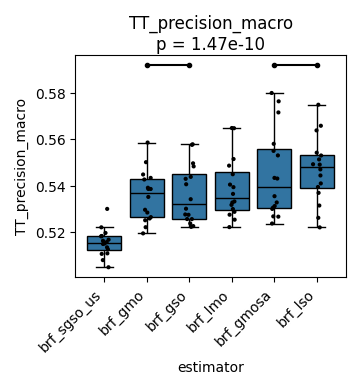 TT_precision_macro
p = 1.47e-10
TT_precision_macro
0.58
0.56
0.54
0.52
brf_sgso_us
brf_gmo
brf_gso
brf_lmo
brf_gmosa
brf_lso
estimator